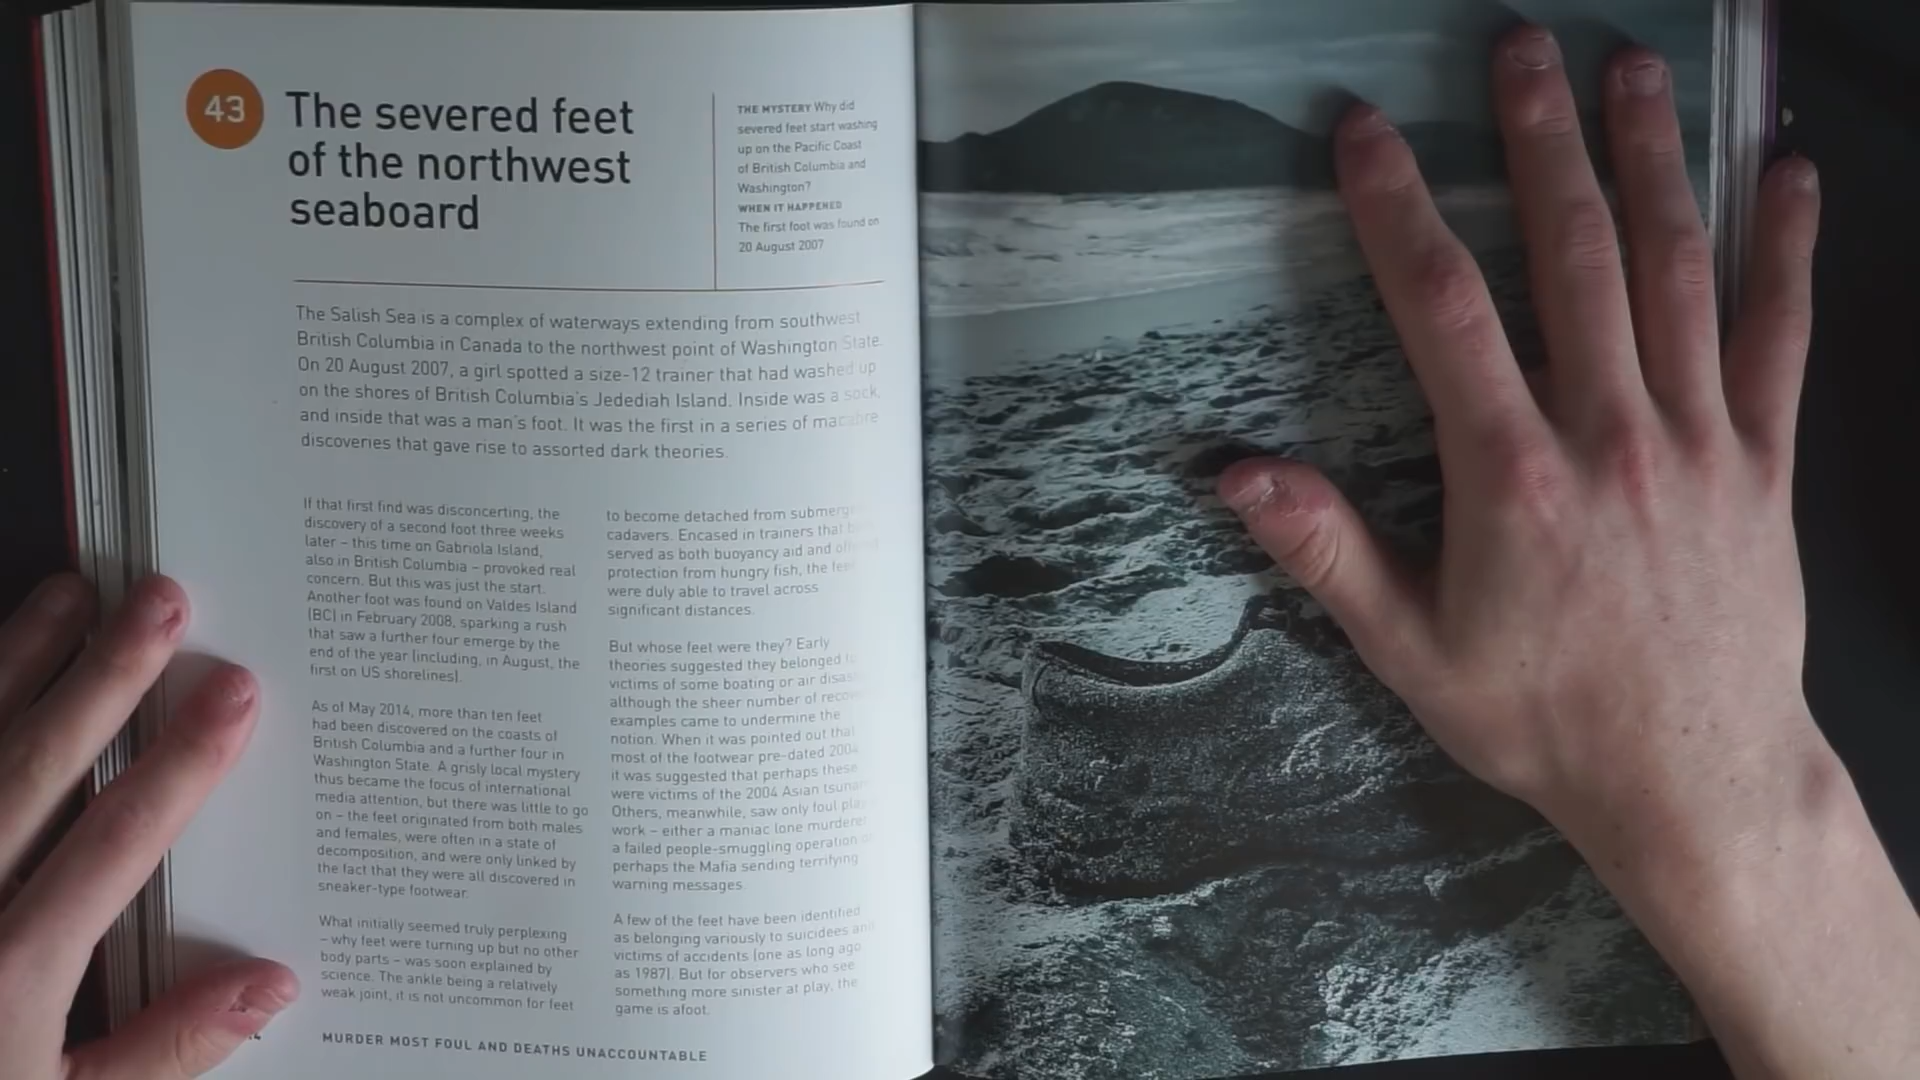 43
The severed feet
of the northwest
seaboard
THE MYSTERY Why did
severed feet start washing
up on the Pacific Coast
of British Columbia and
Washington?
WHEN IT HAPPENED
The first foot was found on
20 August 2007
The Salish Sea is a complex of waterways extending from southwest
British Columbia in Canada to the northwest point of Washington State.
On 20 August 2007, a girl spotted a size-12 trainer that had washed up
on the shores of British Columbia's Jedediah Island. Inside was a sock,
and inside that was a man's foot. It was the first in a series of macabre
discoveries that gave rise to assorted dark theories.
If that first find was disconcerting, the
discovery of a second foot three weeks
later – this time on Gabriola Island,
also in British Columbia – provoked real
concern. But this was just the start.
Another foot was found on Valdes Island
(BC) in February 2008, sparking a rush
that saw a further four emerge by the
end of the year (including, in August, the
first on US shorelines).
As of May 2014, more than ten feet
had been discovered on the coasts of
British Columbia and a further four in
Washington State. A grisly local mystery
thus became the focus of international
media attention, but there was little to go
on – the feet originated from both males
and females, were often in a state of
decomposition, and were only linked by
the fact that they were all discovered in
sneaker-type footwear.
What initially seemed truly perplexing
– why feet were turning up but no other
body parts – was soon explained by
science. The ankle being a relatively
weak joint, it is not uncommon for feet
to become detached from
cadavers. Encased in trainers that
served as both buoyancy aid and
protection from hungry fish, the
were duly able to travel across
significant distances.
But whose feet were they? Early
theories suggested they belonged
victims of some boating or air
although the sheer number of
examples came to undermine the
notion. When it was pointed out that
most of the footwear pre-dated 2004
it was suggested that perhaps these
were victims of the 2004 Asian
Others, meanwhile, saw only foul
work – either a maniac lone murderer
a failed people-smuggling operation
perhaps the Mafia sending terrifying
warning messages.
A few of the feet have been identified
as belonging variously to suicidees and
victims of accidents (one as long ago
as 1987). But for observers who see
something more sinister at play, the
game is afoot.
MURDER MOST FOUL AND DEATHS UNACCOUNTABLE